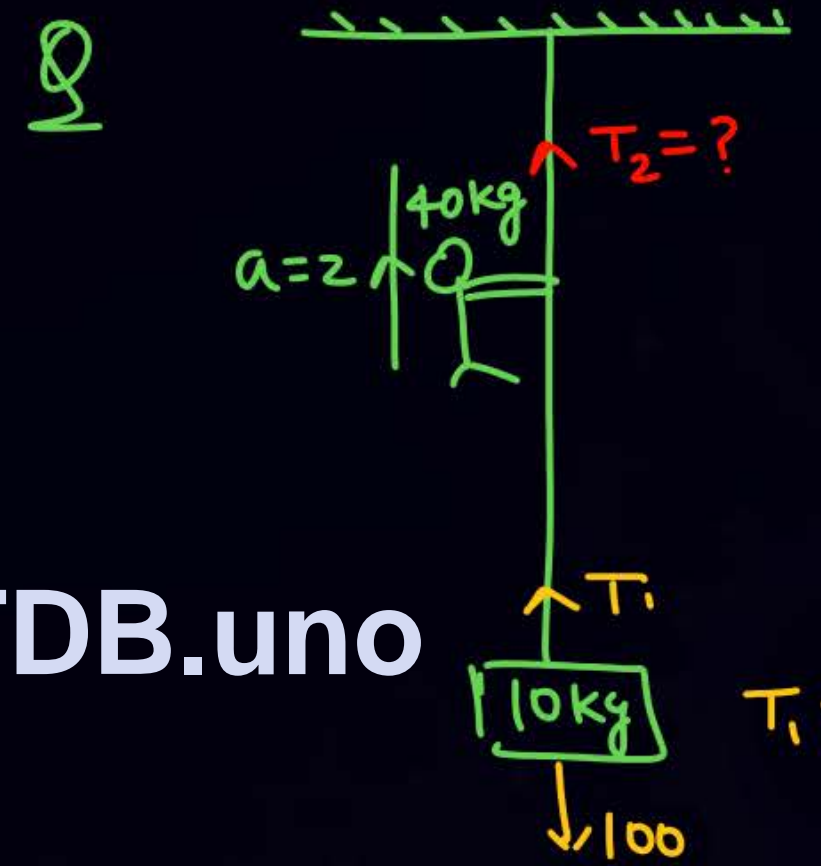 Q
T₂ = ?
40kg
a = 2
T₁
TDB.uno
10kg
T₁
↓100